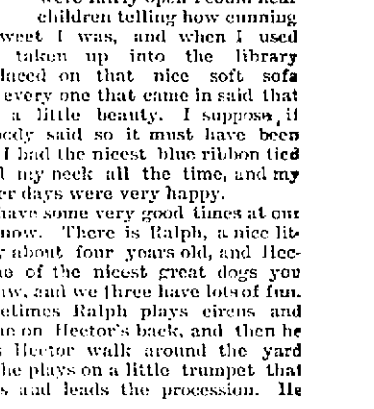 were fairly open I could hear
children telling how cunning
weet I was, and when I used
taken up into the library
laced on that nice soft sofa
every one that came in said that
a little beauty. I suppose, if
ody said so it must have been
I had the nicest blue ribbon tied
my neck all the time, and my
er days were very happy.
have some very good times at our
now. There is Ralph, a nice lit-
about four years old, and Hec-
of the nicest great dogs you
w, and we three have lots of fun.
etimes Ralph plays circus and
on Hector's back, and then he
Hector walk around the yard
he plays on a little trumpet that
s and leads the procession. He